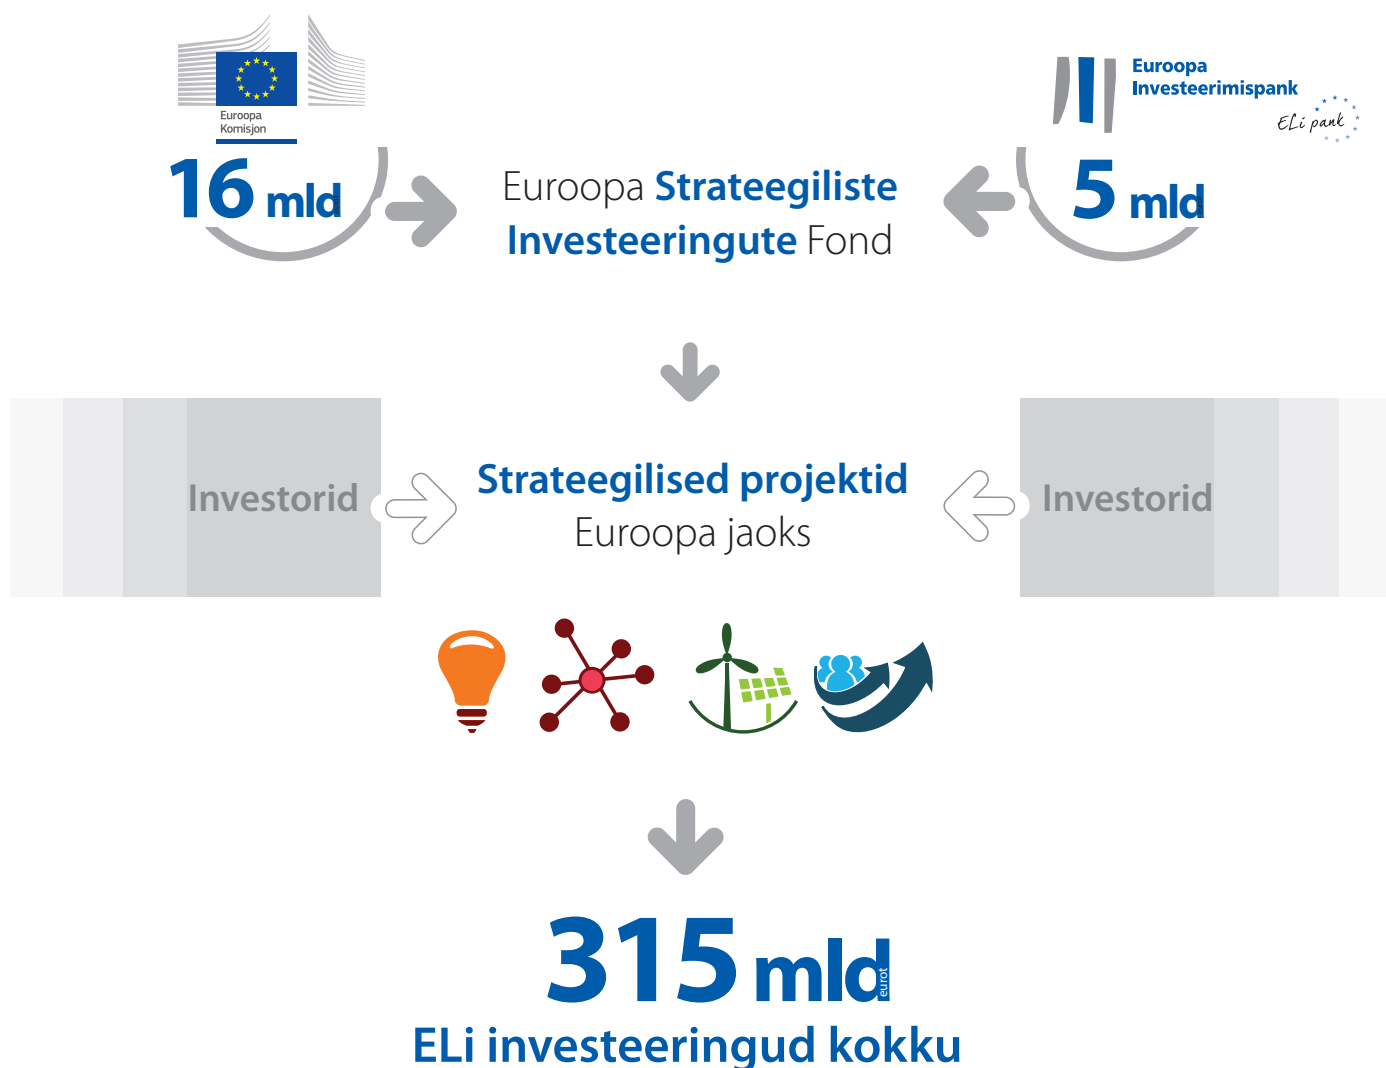 Euroopa
Komisjon
Euroopa
Investeerimispank
ELi pank
16 mld
Euroopa Strateegiliste
Investeeringute Fond
5 mld
Investorid
Strateegilised projektid
Euroopa jaoks
Investorid
315 mld eurot
ELi investeeringud kokku